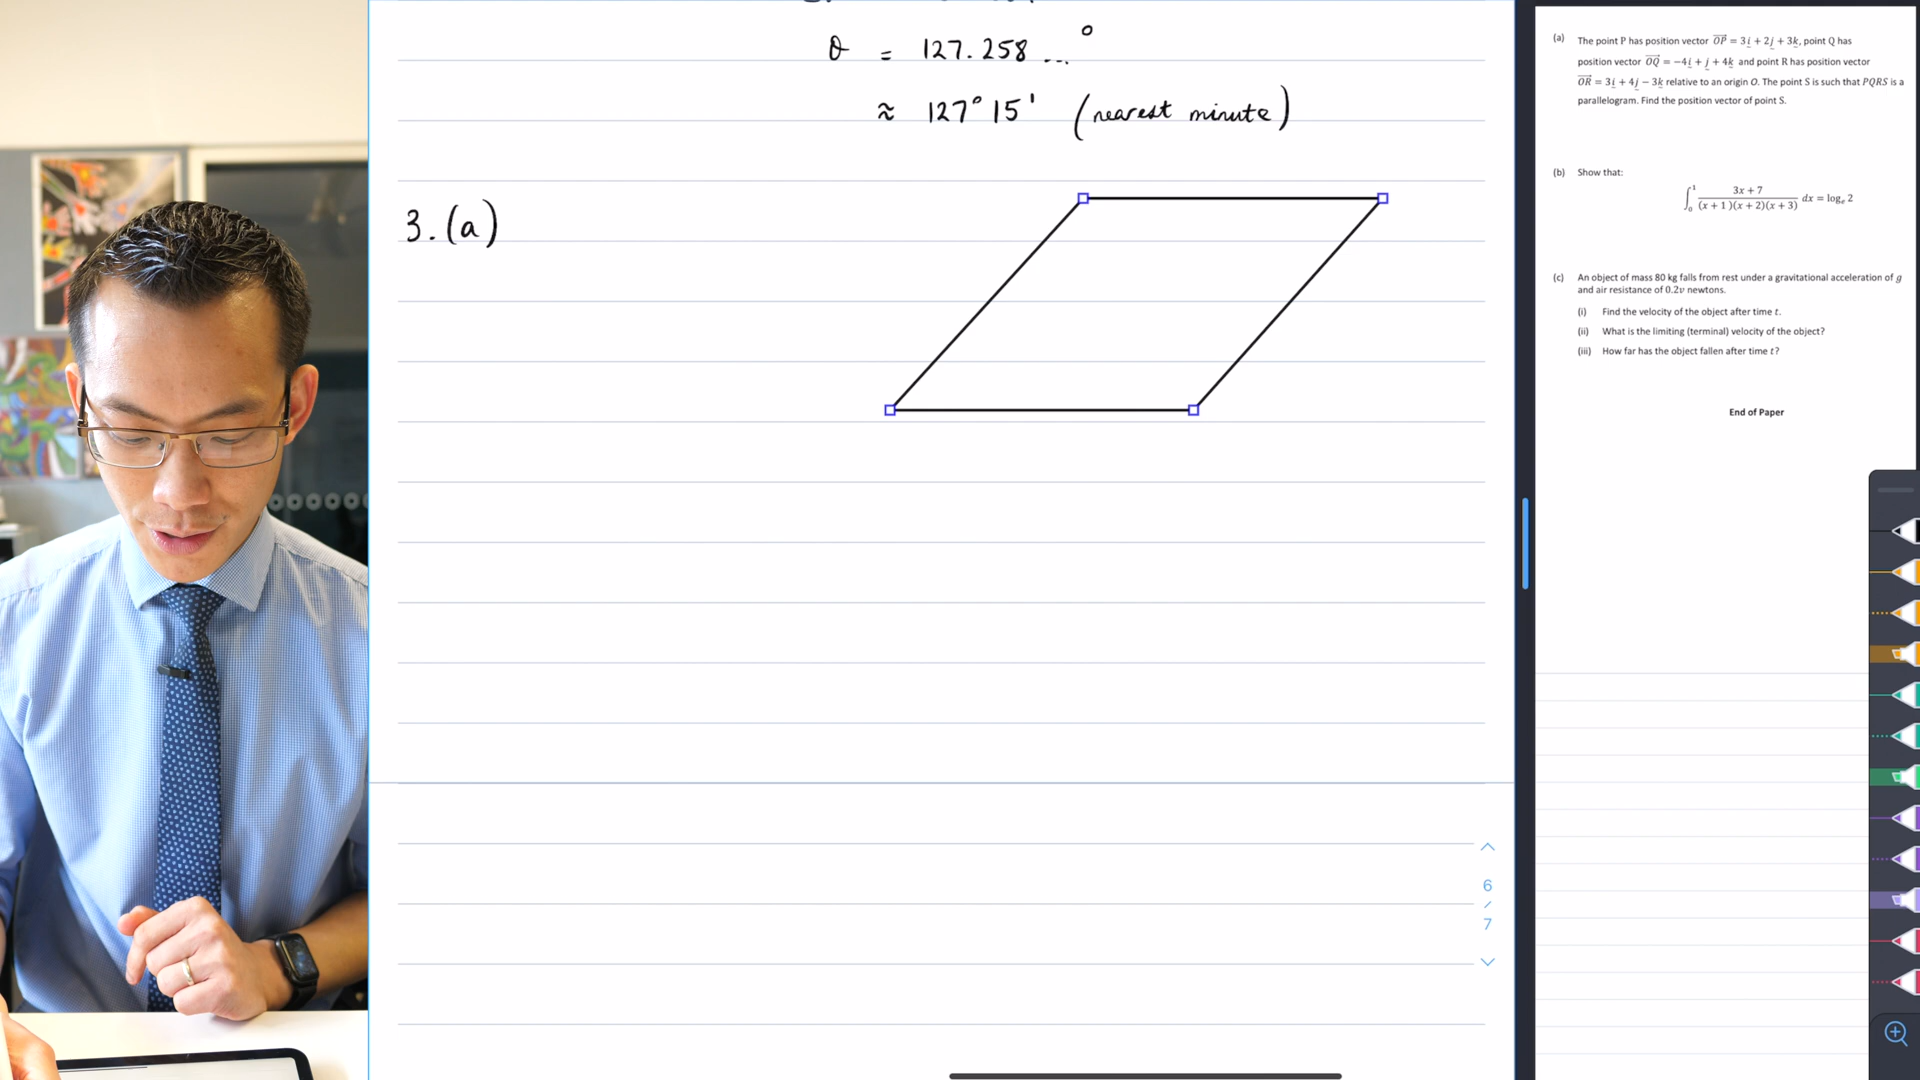 θ = 127.258 ...°
≈ 127° 15' (nearest minute)
3. (a)
6
/
7
(a) The point P has position vector OP⃗ = 3i + 2j + 3k, point Q has
position vector OQ⃗ = −4i + j + 4k and point R has position vector
OR⃗ = 3i + 4j − 3k relative to an origin O. The point S is such that PQRS is a
parallelogram. Find the position vector of point S.
(b) Show that:
∫₀¹ (3x + 7)/((x + 1)(x + 2)(x + 3)) dx = logₑ 2
(c) An object of mass 80 kg falls from rest under a gravitational acceleration of g
and air resistance of 0.2v newtons.
(i) Find the velocity of the object after time t.
(ii) What is the limiting (terminal) velocity of the object?
(iii) How far has the object fallen after time t?
End of Paper